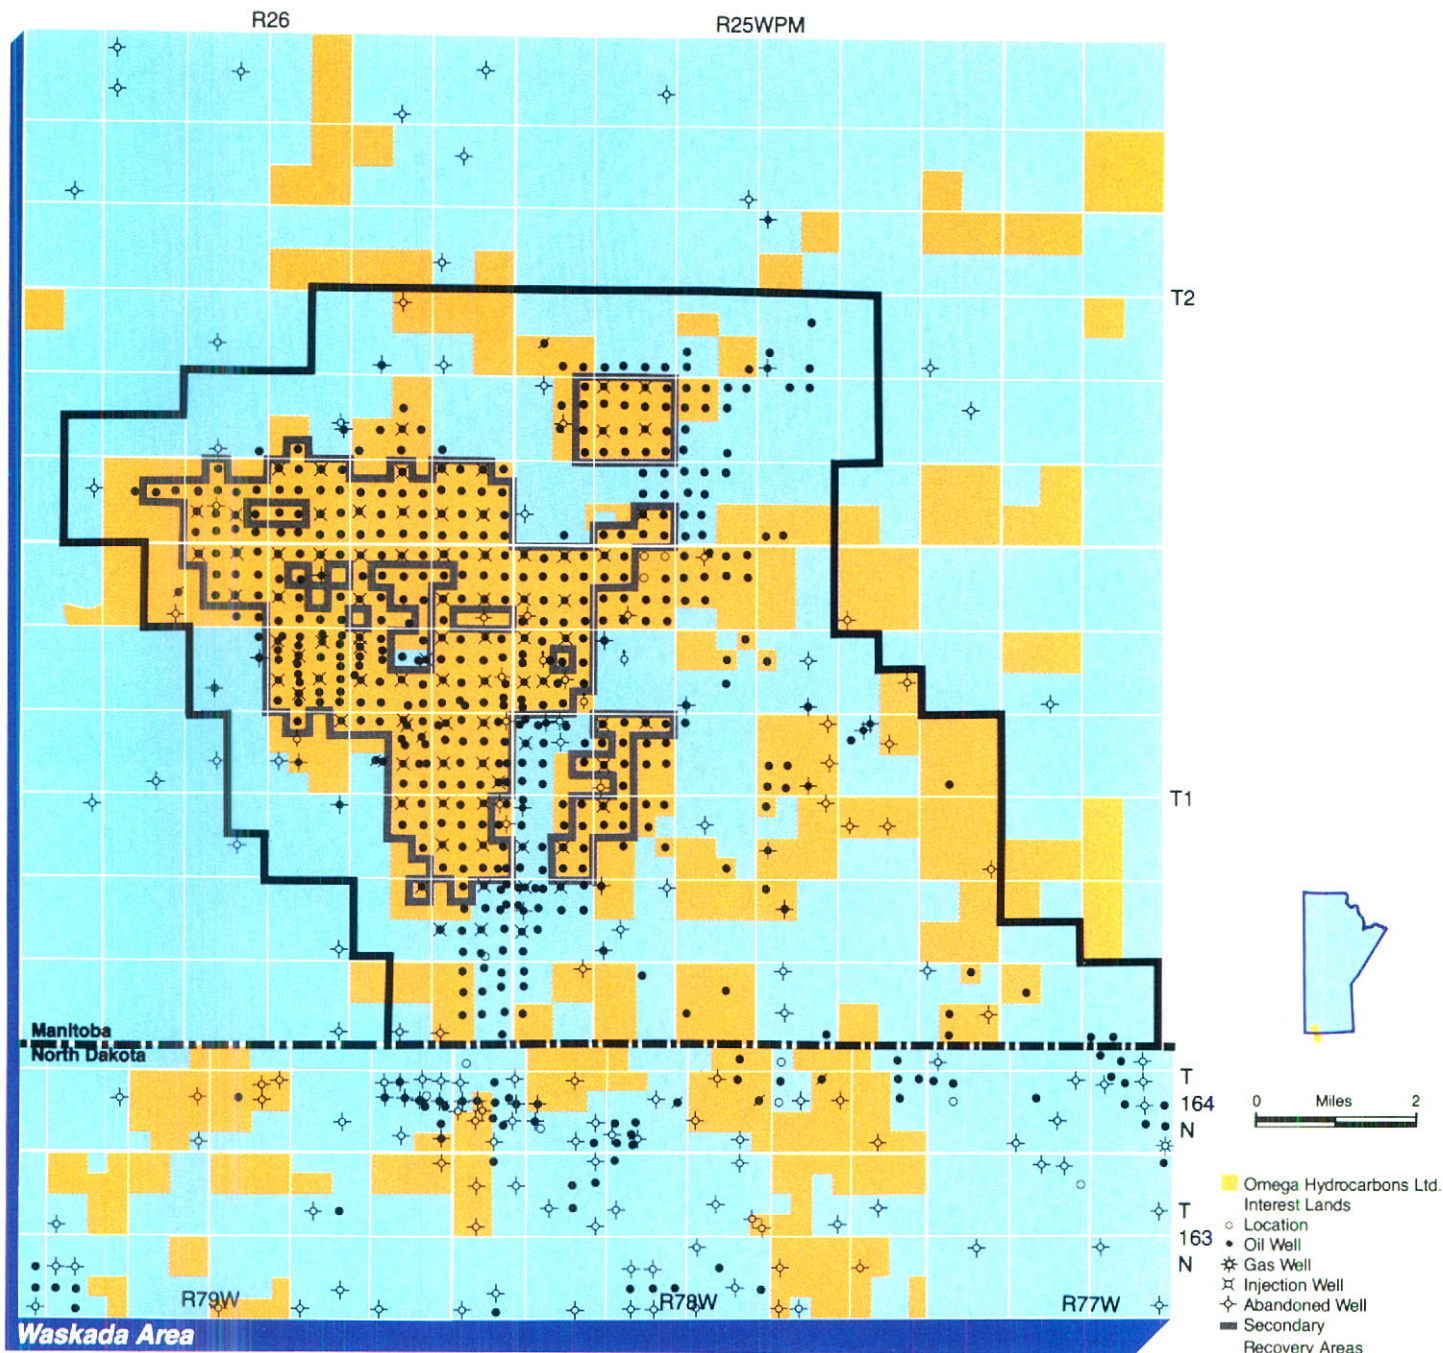 R26
R25WPM
T2
T1
Manitoba
North Dakota
T
164
N
T
163
N
R79W
R78W
R77W
Waskada Area
0 Miles 2
Omega Hydrocarbons Ltd.
Interest Lands
Location
Oil Well
Gas Well
Injection Well
Abandoned Well
Secondary
Recovery Areas